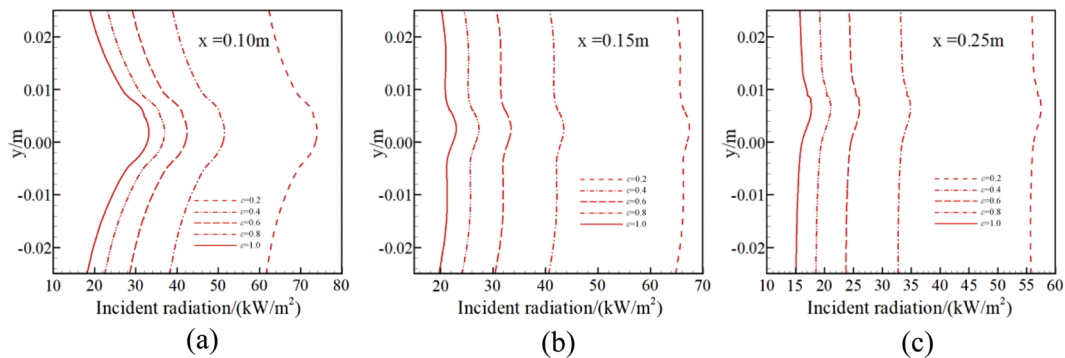 0.02
0.01
0.00
-0.01
-0.02
y/m
x =0.10m
ε=0.2
ε=0.4
ε=0.6
ε=0.8
ε=1.0
10 20 30 40 50 60 70 80
Incident radiation/(kW/m²)
(a)
0.02
0.01
0.00
-0.01
-0.02
y/m
x =0.15m
ε=0.2
ε=0.4
ε=0.6
ε=0.8
ε=1.0
20 30 40 50 60 70
Incident radiation/(kW/m²)
(b)
0.02
0.01
0.00
-0.01
-0.02
y/m
x =0.25m
ε=0.2
ε=0.4
ε=0.6
ε=0.8
ε=1.0
10 15 20 25 30 35 40 45 50 55 60
Incident radiation/(kW/m²)
(c)